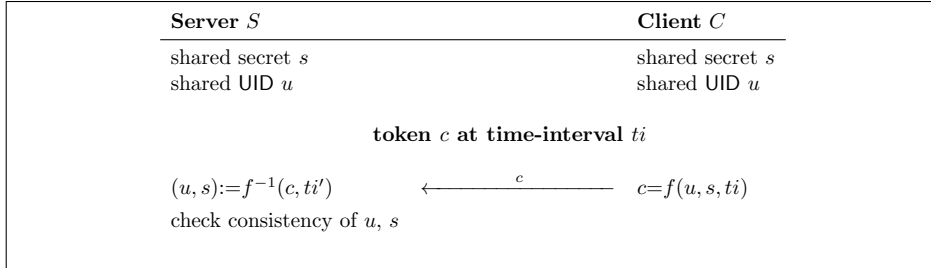 Server S Client C
shared secret s shared secret s
shared UID u shared UID u
token c at time-interval ti
c
(u, s):=f⁻¹(c, ti′) c=f(u, s, ti)
check consistency of u, s